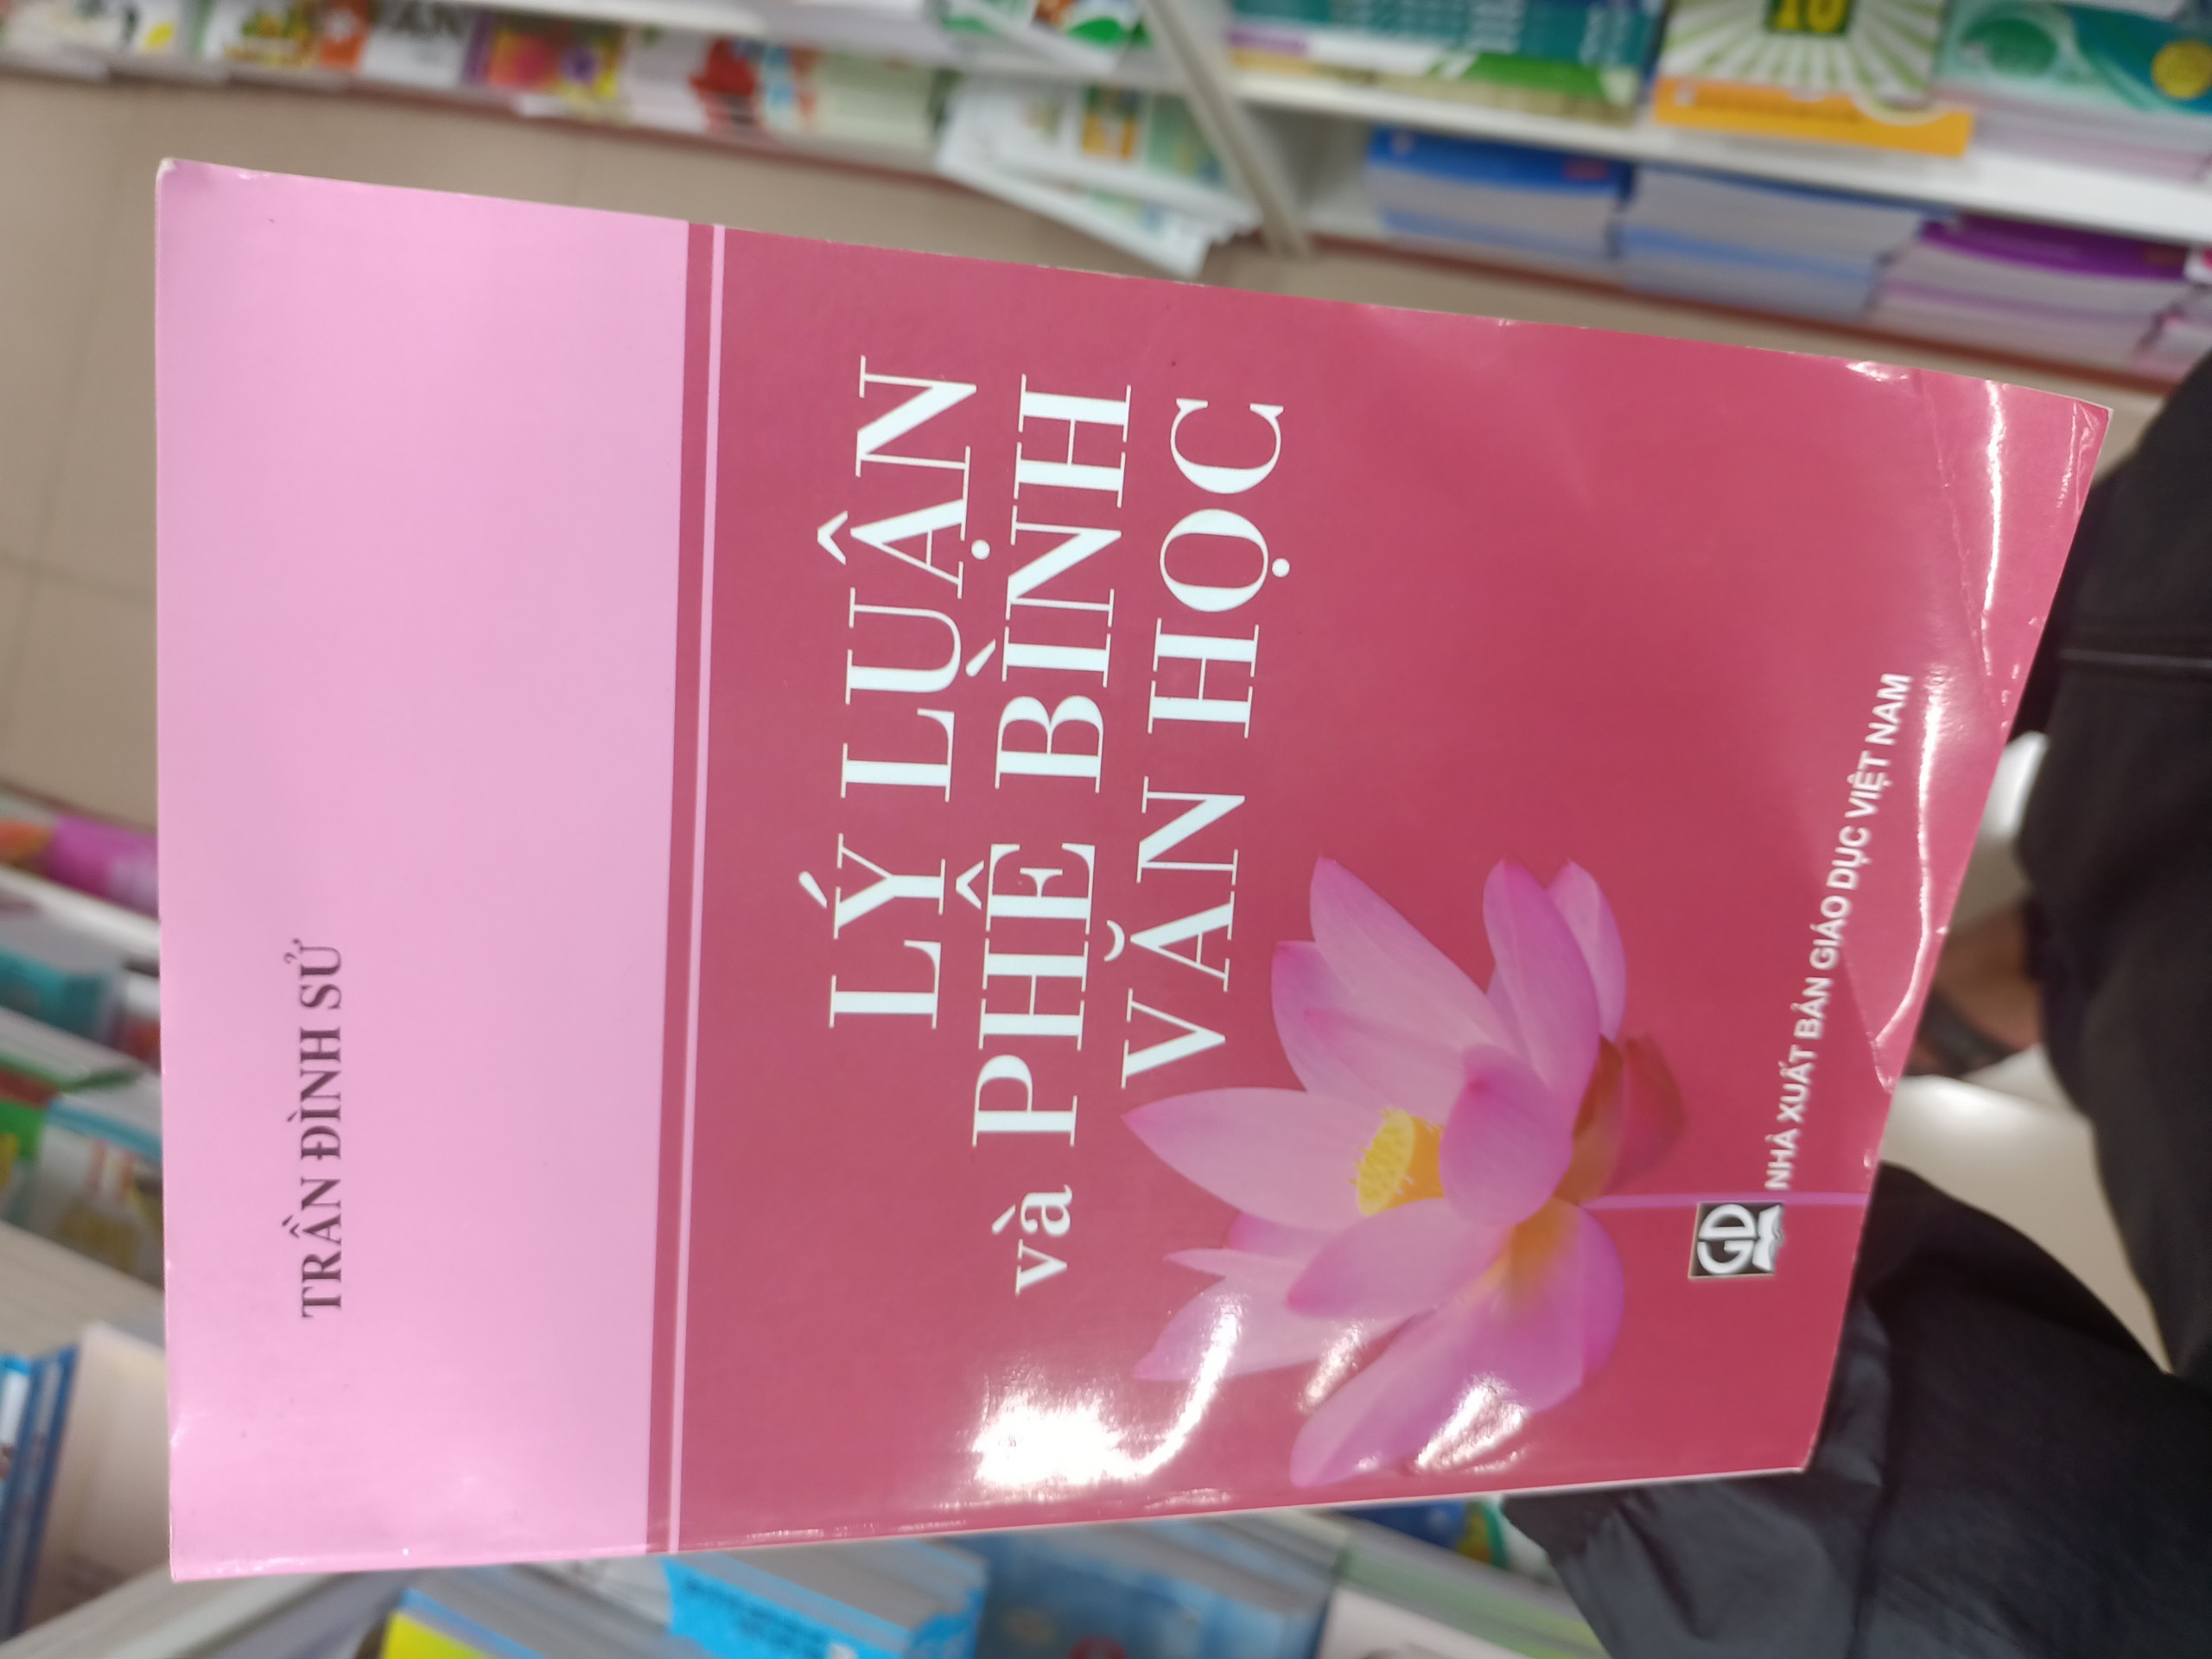 TRẦN ĐÌNH SỬ
LÝ LUẬN
và PHÊ BÌNH
VĂN HỌC
GD
NHÀ XUẤT BẢN GIÁO DỤC VIỆT NAM